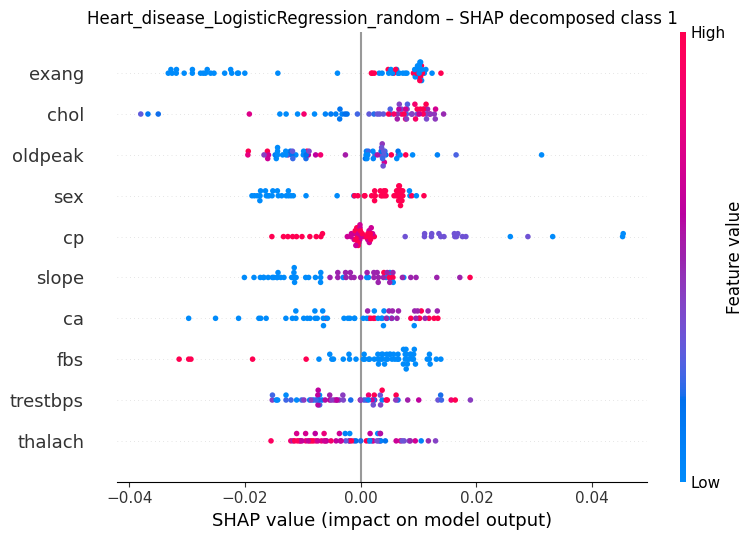 Heart_disease_LogisticRegression_random – SHAP decomposed class 1
High
exang
chol
oldpeak
sex
cp
slope
ca
fbs
trestbps
thalach
Feature value
Low
−0.04 −0.02 0.00 0.02 0.04
SHAP value (impact on model output)